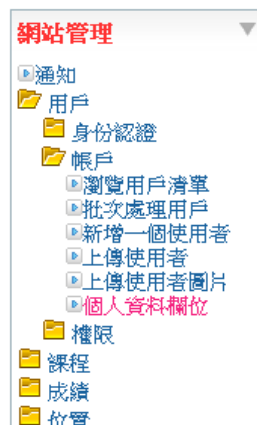 網站管理
通知
用戶
身份認證
帳戶
瀏覽用戶清單
批次處理用戶
新增一個使用者
上傳使用者
上傳使用者圖片
個人資料欄位
權限
課程
成績
位置